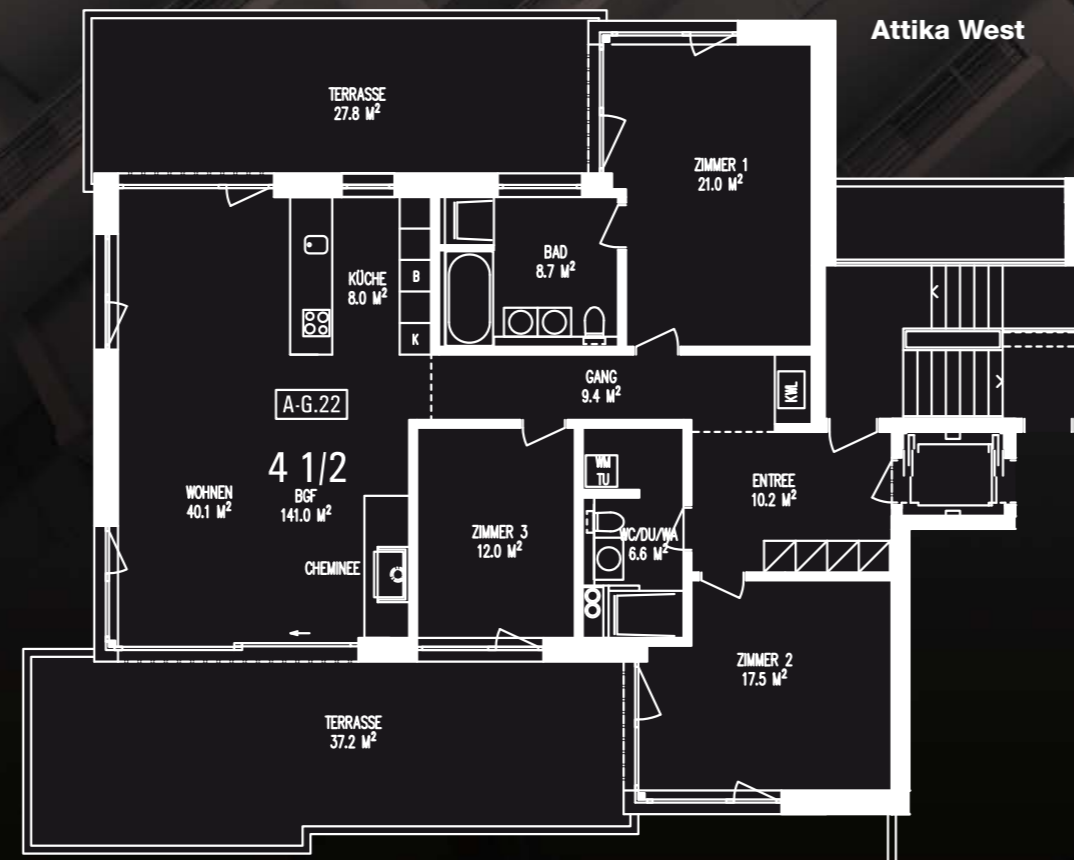 Attika West
TERRASSE
27.8 M²
ZIMMER 1
21.0 M²
BAD
8.7 M²
KÜCHE
8.0 M²
B
K
GANG
9.4 M²
KWL
A-G.22
4 1/2
BGF
141.0 M²
WOHNEN
40.1 M²
WM
TU
ENTREE
10.2 M²
ZIMMER 3
12.0 M²
WC/DU/WA
6.6 M²
CHEMINEE
ZIMMER 2
17.5 M²
TERRASSE
37.2 M²